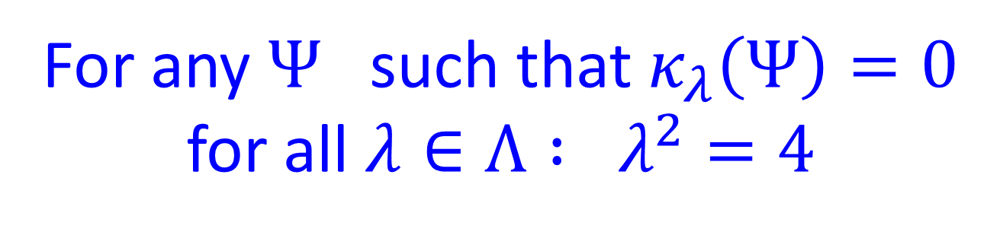 For any Ψ such that κ_λ(Ψ) = 0
for all λ ∈ Λ : λ² = 4